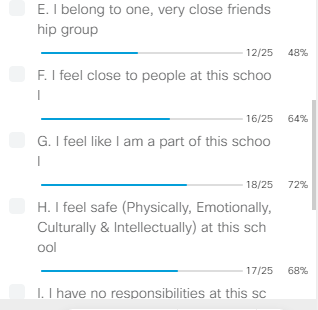 E. I belong to one, very close friends
hip group
12/25 48%
F. I feel close to people at this schoo
l
16/25 64%
G. I feel like I am a part of this schoo
l
18/25 72%
H. I feel safe (Physically, Emotionally,
Culturally & Intellectually) at this sch
ool
17/25 68%
I. I have no responsibilities at this sc